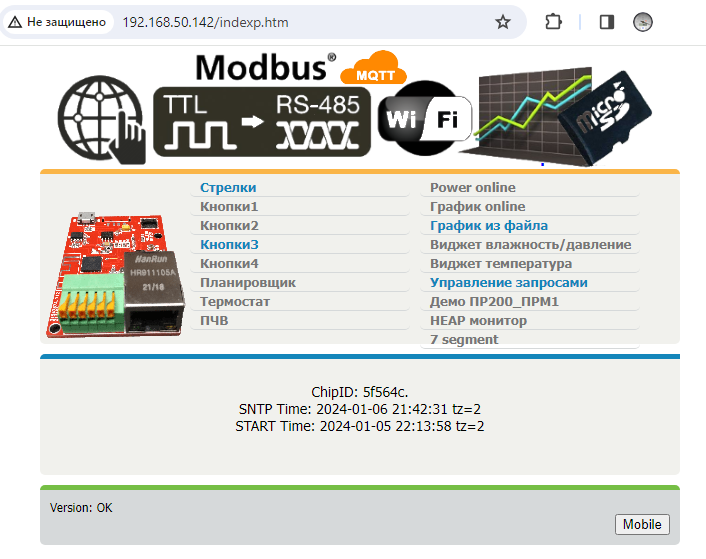 Не защищено
192.168.50.142/indexp.htm
Modbus®
MQTT
TTL
RS-485
Wi Fi
micro SD
HanRun
HR911105A
21/16
Стрелки
Кнопки1
Кнопки2
Кнопки3
Кнопки4
Планировщик
Термостат
ПЧВ
Power online
График online
График из файла
Виджет влажность/давление
Виджет температура
Управление запросами
Демо ПР200_ПРМ1
HEAP монитор
7 segment
ChipID: 5f564c.
SNTP Time: 2024-01-06 21:42:31 tz=2
START Time: 2024-01-05 22:13:58 tz=2
Version: OK
Mobile